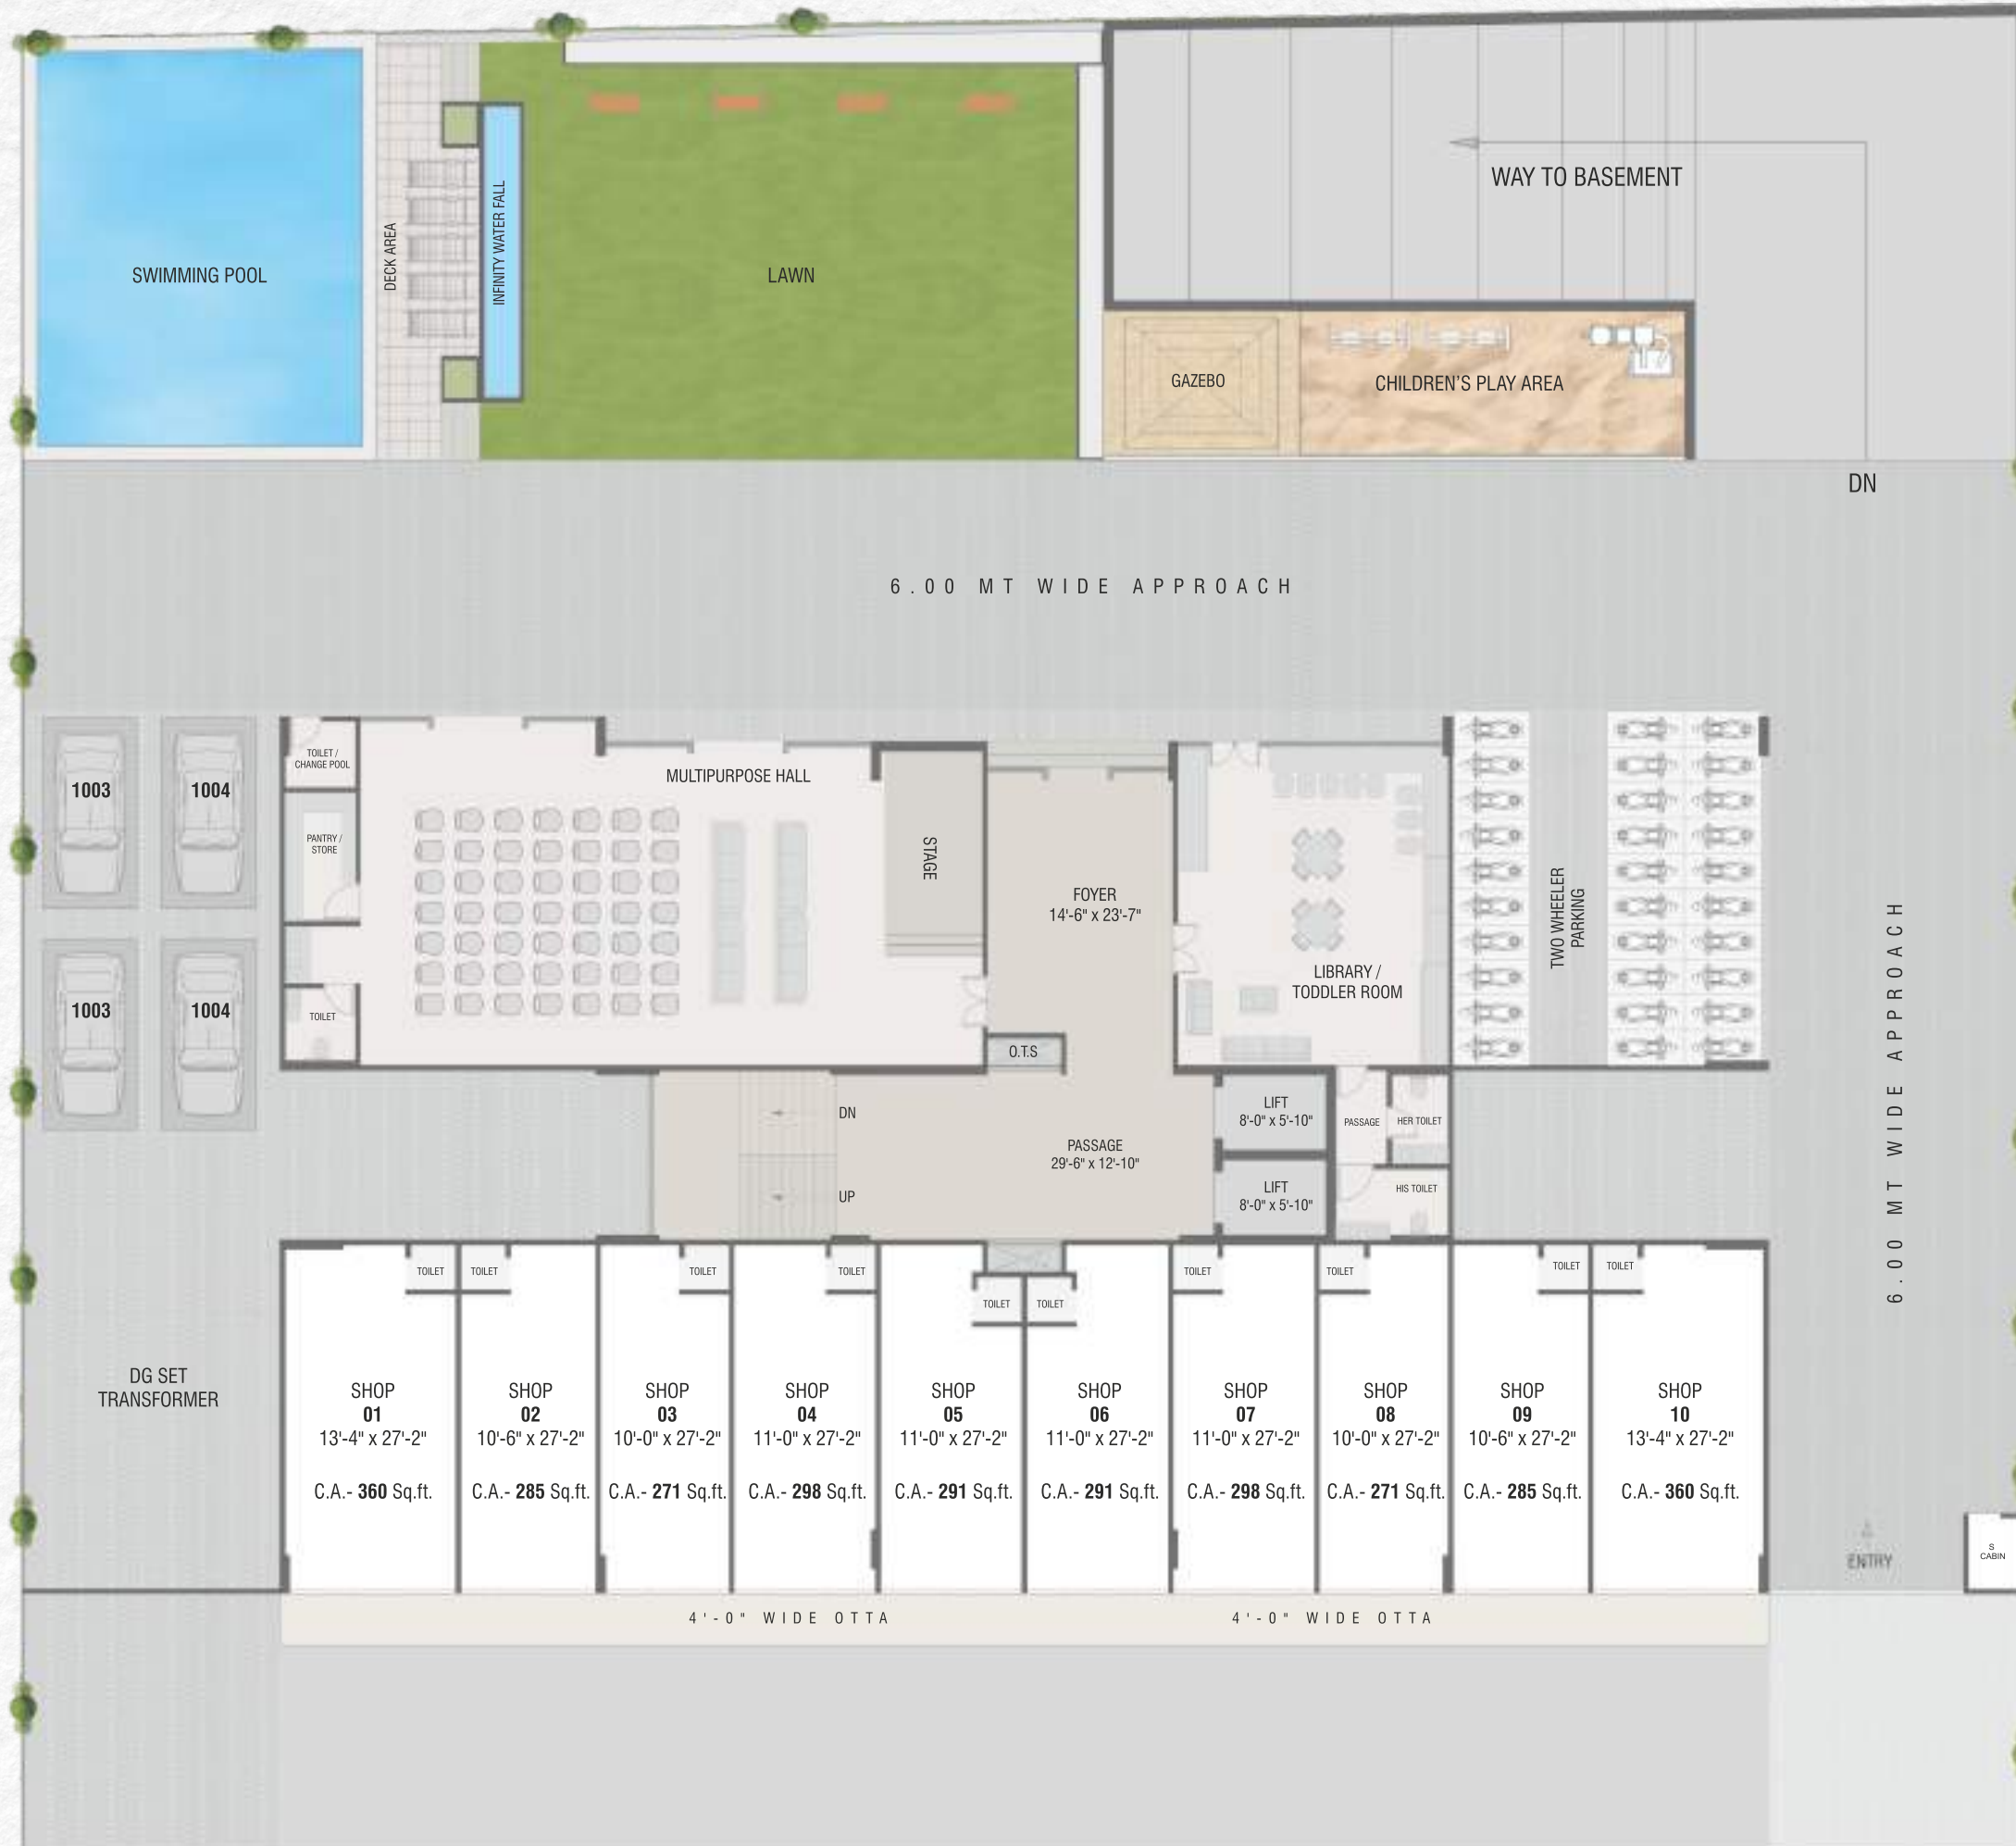 WAY TO BASEMENT
SWIMMING POOL
DECK AREA
INFINITY WATER FALL
LAWN
GAZEBO
CHILDREN'S PLAY AREA
DN
6.00 MT WIDE APPROACH
1003
1004
1003
1004
TOILET /
CHANGE POOL
PANTRY /
STORE
TOILET
MULTIPURPOSE HALL
STAGE
FOYER
14'-6" x 23'-7"
O.T.S
LIBRARY /
TODDLER ROOM
TWO WHEELER
PARKING
6.00 MT WIDE APPROACH
DN
UP
PASSAGE
29'-6" x 12'-10"
LIFT
8'-0" x 5'-10"
LIFT
8'-0" x 5'-10"
PASSAGE
HER TOILET
HIS TOILET
DG SET
TRANSFORMER
TOILET
SHOP
01
13'-4" x 27'-2"
C.A.- 360 Sq.ft.
TOILET
SHOP
02
10'-6" x 27'-2"
C.A.- 285 Sq.ft.
TOILET
SHOP
03
10'-0" x 27'-2"
C.A.- 271 Sq.ft.
TOILET
SHOP
04
11'-0" x 27'-2"
C.A.- 298 Sq.ft.
TOILET
SHOP
05
11'-0" x 27'-2"
C.A.- 291 Sq.ft.
TOILET
SHOP
06
11'-0" x 27'-2"
C.A.- 291 Sq.ft.
TOILET
SHOP
07
11'-0" x 27'-2"
C.A.- 298 Sq.ft.
TOILET
SHOP
08
10'-0" x 27'-2"
C.A.- 271 Sq.ft.
TOILET
SHOP
09
10'-6" x 27'-2"
C.A.- 285 Sq.ft.
TOILET
SHOP
10
13'-4" x 27'-2"
C.A.- 360 Sq.ft.
ENTRY
S
CABIN
4'-0" WIDE OTTA
4'-0" WIDE OTTA